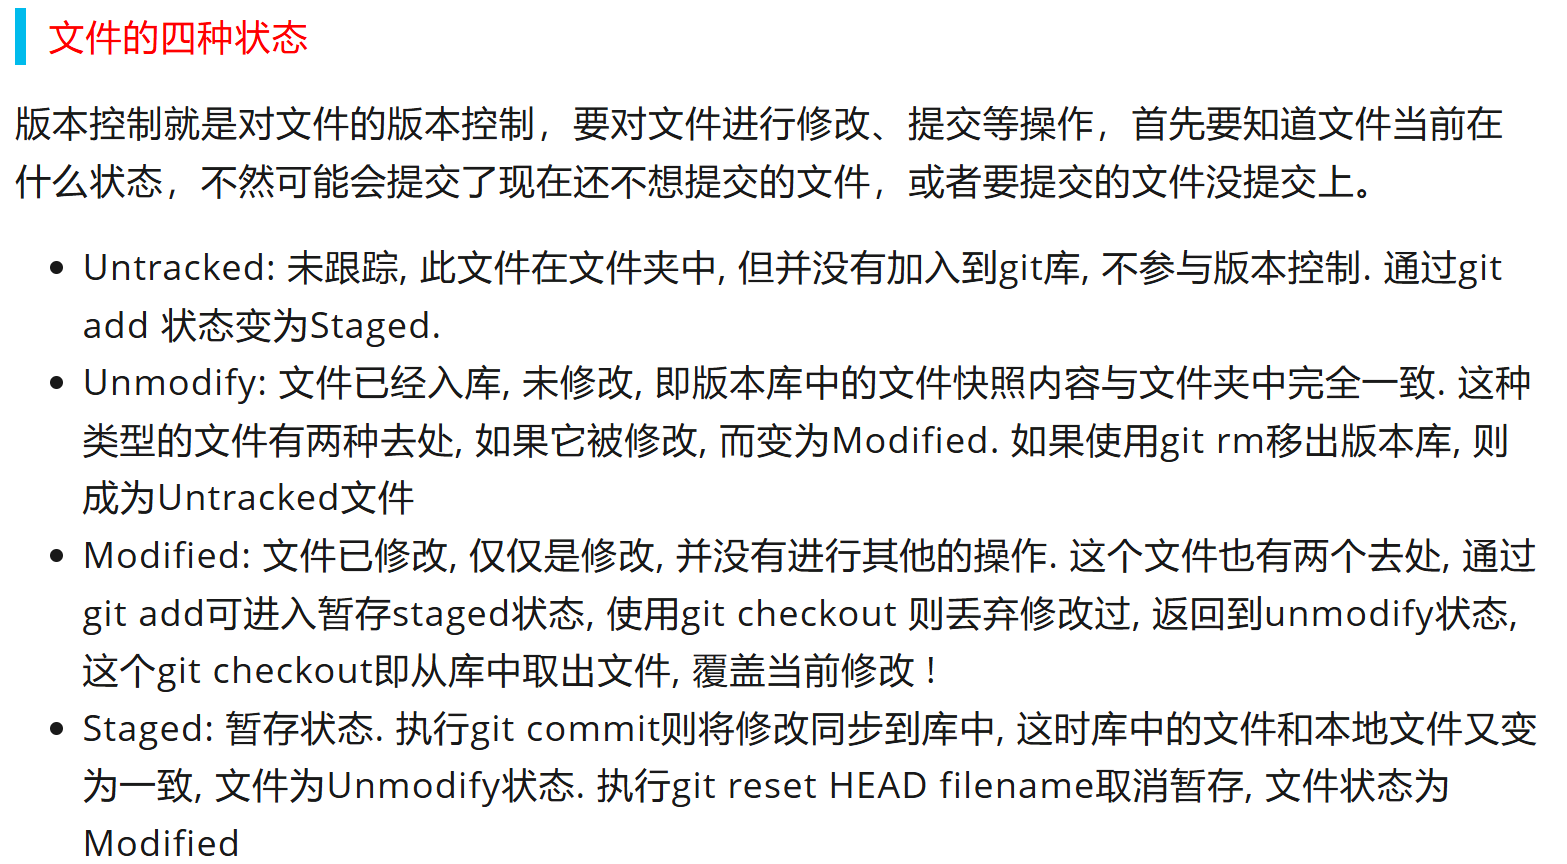 文件的四种状态
版本控制就是对文件的版本控制，要对文件进行修改、提交等操作，首先要知道文件当前在
什么状态，不然可能会提交了现在还不想提交的文件，或者要提交的文件没提交上。
• Untracked: 未跟踪, 此文件在文件夹中, 但并没有加入到git库, 不参与版本控制. 通过git
add 状态变为Staged.
• Unmodify: 文件已经入库, 未修改, 即版本库中的文件快照内容与文件夹中完全一致. 这种
类型的文件有两种去处, 如果它被修改, 而变为Modified. 如果使用git rm移出版本库, 则
成为Untracked文件
• Modified: 文件已修改, 仅仅是修改, 并没有进行其他的操作. 这个文件也有两个去处, 通过
git add可进入暂存staged状态, 使用git checkout 则丢弃修改过, 返回到unmodify状态,
这个git checkout即从库中取出文件, 覆盖当前修改 !
• Staged: 暂存状态. 执行git commit则将修改同步到库中, 这时库中的文件和本地文件又变
为一致, 文件为Unmodify状态. 执行git reset HEAD filename取消暂存, 文件状态为
Modified